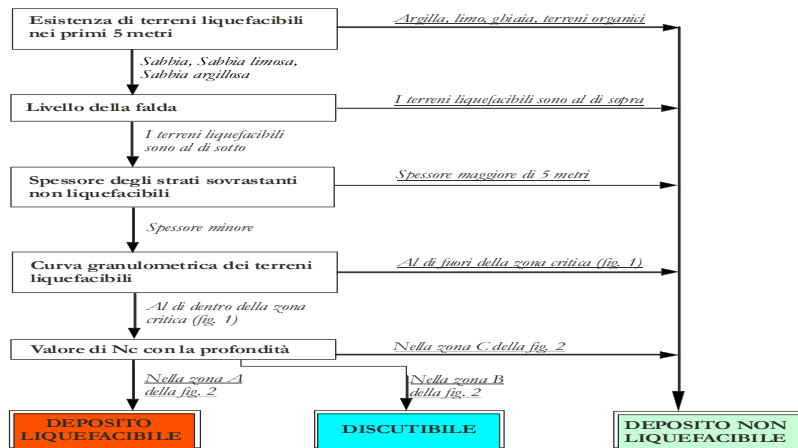 Esistenza di terreni liquefacibili
nei primi 5 metri
Argilla, limo, ghiaia, terreni organici
Sabbia, Sabbia limosa,
Sabbia argillosa
Livello della falda
I terreni liquefacibili sono al di sopra
I terreni liquefacibili
sono al di sotto
Spessore degli strati sovrastanti
non liquefacibili
Spessore maggiore di 5 metri
Spessore minore
Curva granulometrica dei terreni
liquefacibili
Al di fuori della zona critica (fig. 1)
Al di dentro della zona
critica (fig. 1)
Valore di Nc con la profondità
Nella zona C della fig. 2
Nella zona A
della fig. 2
Nella zona B
della fig. 2
DEPOSITO
LIQUEFACIBILE
DISCUTIBILE
DEPOSITO NON
LIQUEFACIBILE